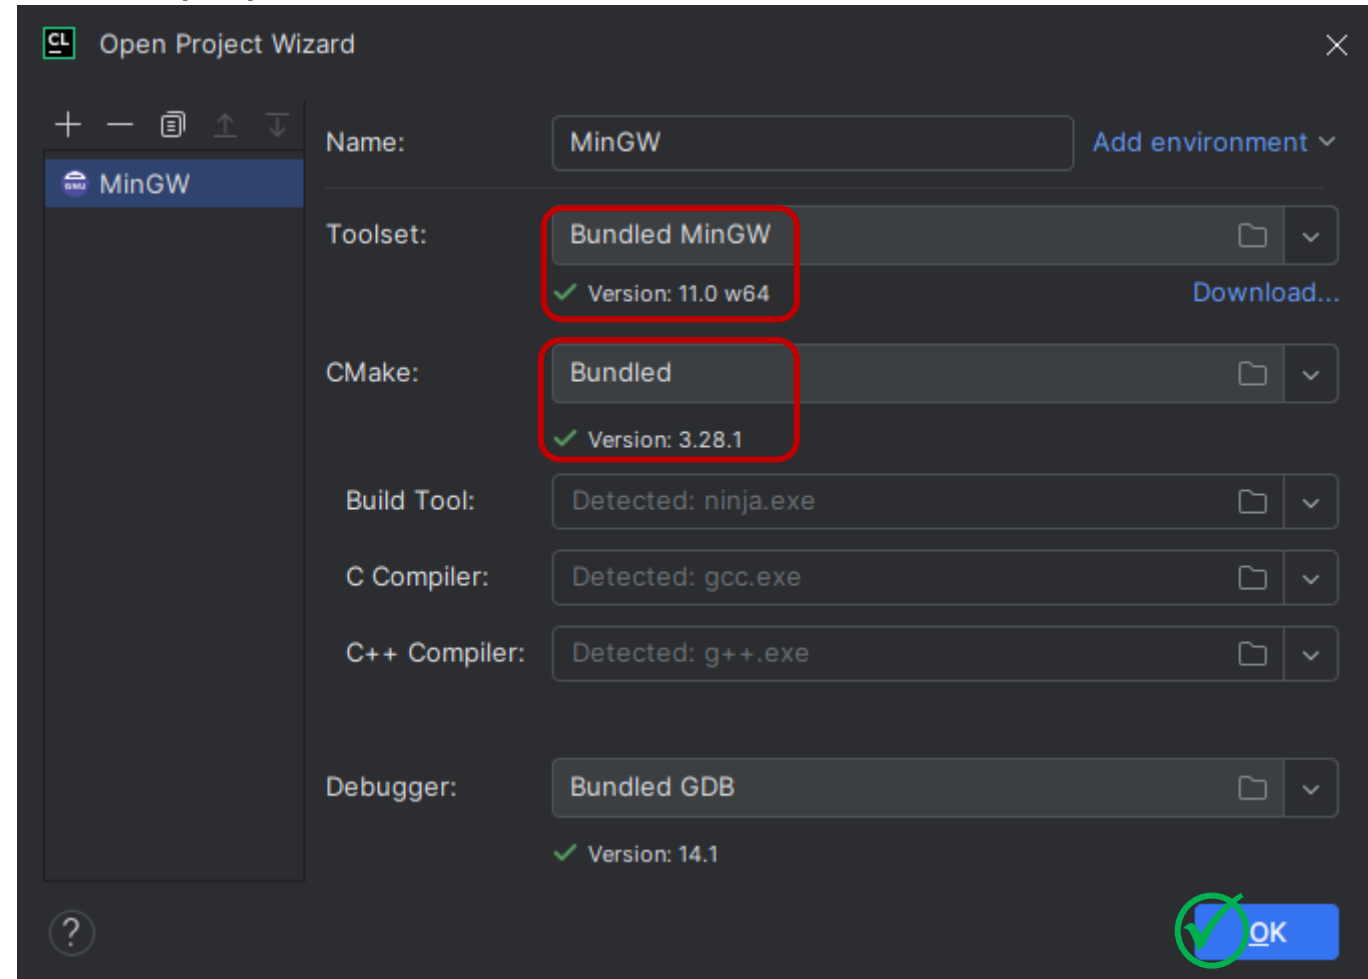 CL Open Project Wizard
Name: MinGW Add environment
GNU MinGW
Toolset: Bundled MinGW
Version: 11.0 w64 Download...
CMake: Bundled
Version: 3.28.1
Build Tool: Detected: ninja.exe
C Compiler: Detected: gcc.exe
C++ Compiler: Detected: g++.exe
Debugger: Bundled GDB
Version: 14.1
? OK